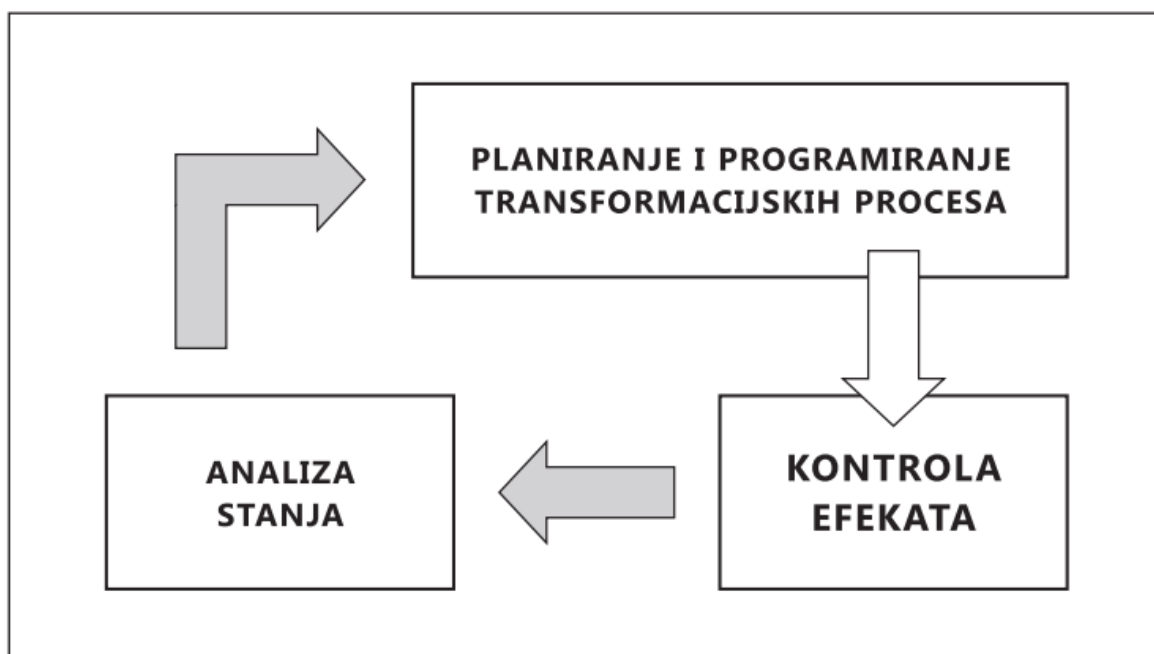 PLANIRANJE I PROGRAMIRANJE
TRANSFORMACIJSKIH PROCESA
ANALIZA
STANJA
KONTROLA
EFEKATA